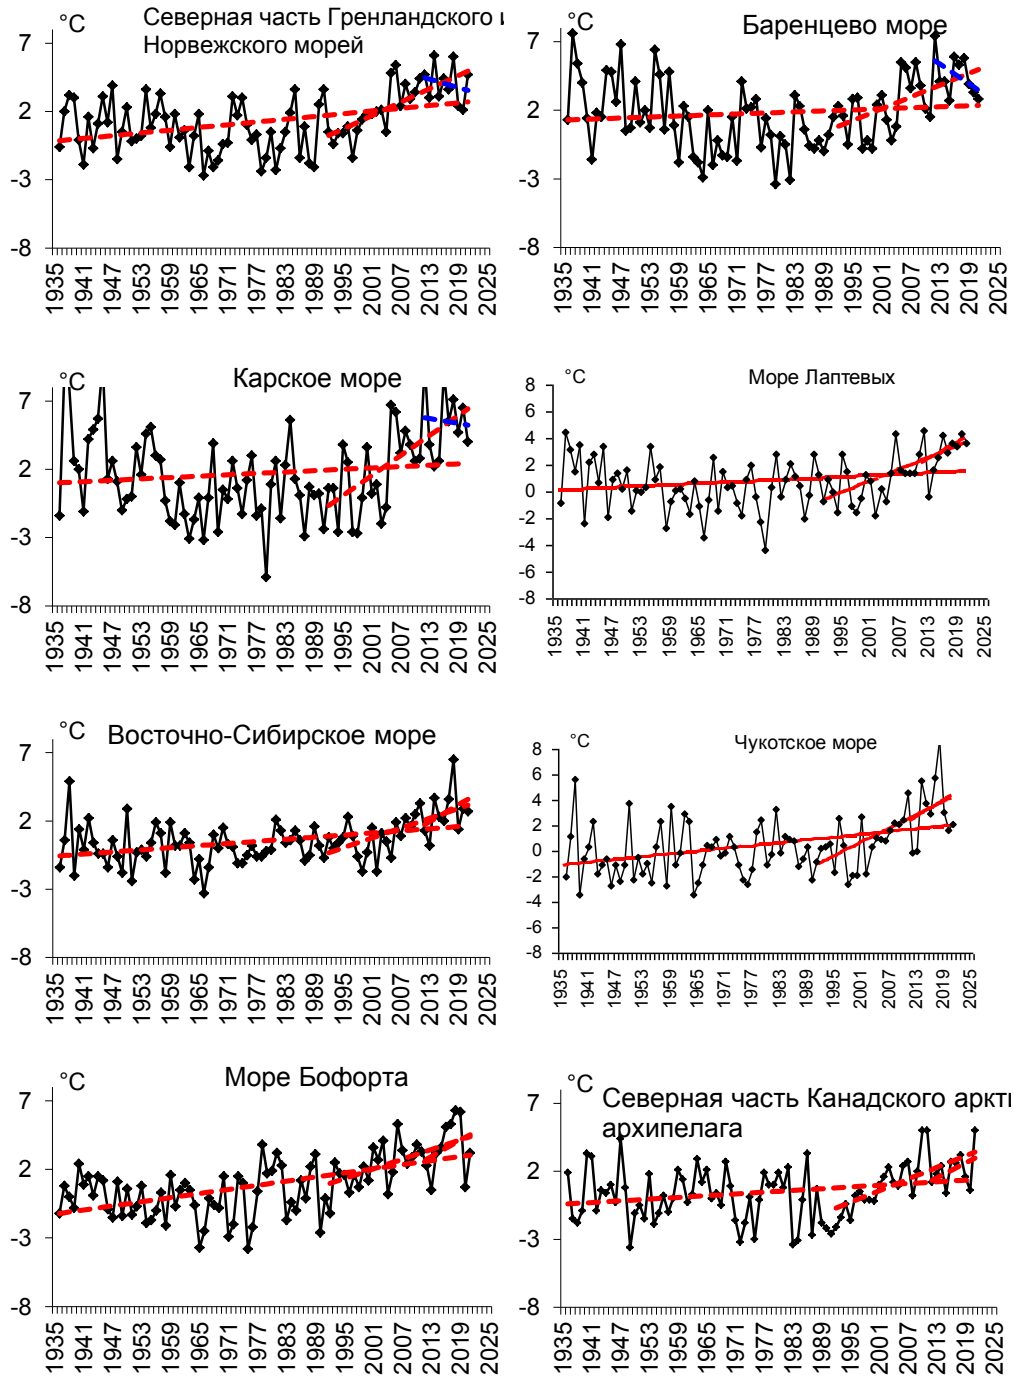 °C
Северная часть Гренландского и
Норвежского морей
7
2
-3
-8
1935 1941 1947 1953 1959 1965 1971 1977 1983 1989 1995 2001 2007 2013 2019 2025
°C
Баренцево море
7
2
-3
-8
1935 1941 1947 1953 1959 1965 1971 1977 1983 1989 1995 2001 2007 2013 2019 2025
°C
Карское море
7
2
-3
-8
1935 1941 1947 1953 1959 1965 1971 1977 1983 1989 1995 2001 2007 2013 2019 2025
°C
Море Лаптевых
8
6
4
2
0
-2
-4
-6
-8
1935 1941 1947 1953 1959 1965 1971 1977 1983 1989 1995 2001 2007 2013 2019 2025
°C
Восточно-Сибирское море
7
2
-3
-8
1935 1941 1947 1953 1959 1965 1971 1977 1983 1989 1995 2001 2007 2013 2019 2025
°C
Чукотское море
8
6
4
2
0
-2
-4
-6
-8
1935 1941 1947 1953 1959 1965 1971 1977 1983 1989 1995 2001 2007 2013 2019 2025
°C
Море Бофорта
7
2
-3
-8
1935 1941 1947 1953 1959 1965 1971 1977 1983 1989 1995 2001 2007 2013 2019 2025
°C
Северная часть Канадского аркти
архипелага
7
2
-3
-8
1935 1941 1947 1953 1959 1965 1971 1977 1983 1989 1995 2001 2007 2013 2019 2025